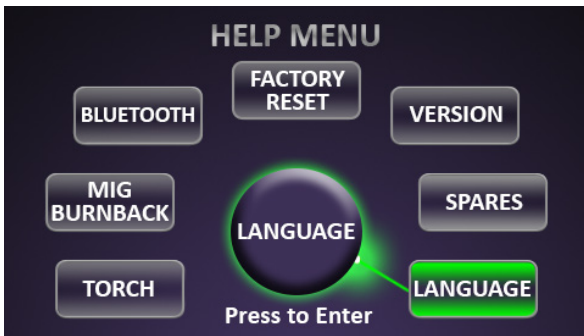 HELP MENU
FACTORY
RESET
BLUETOOTH
VERSION
MIG
BURNBACK
SPARES
LANGUAGE
TORCH
LANGUAGE
Press to Enter